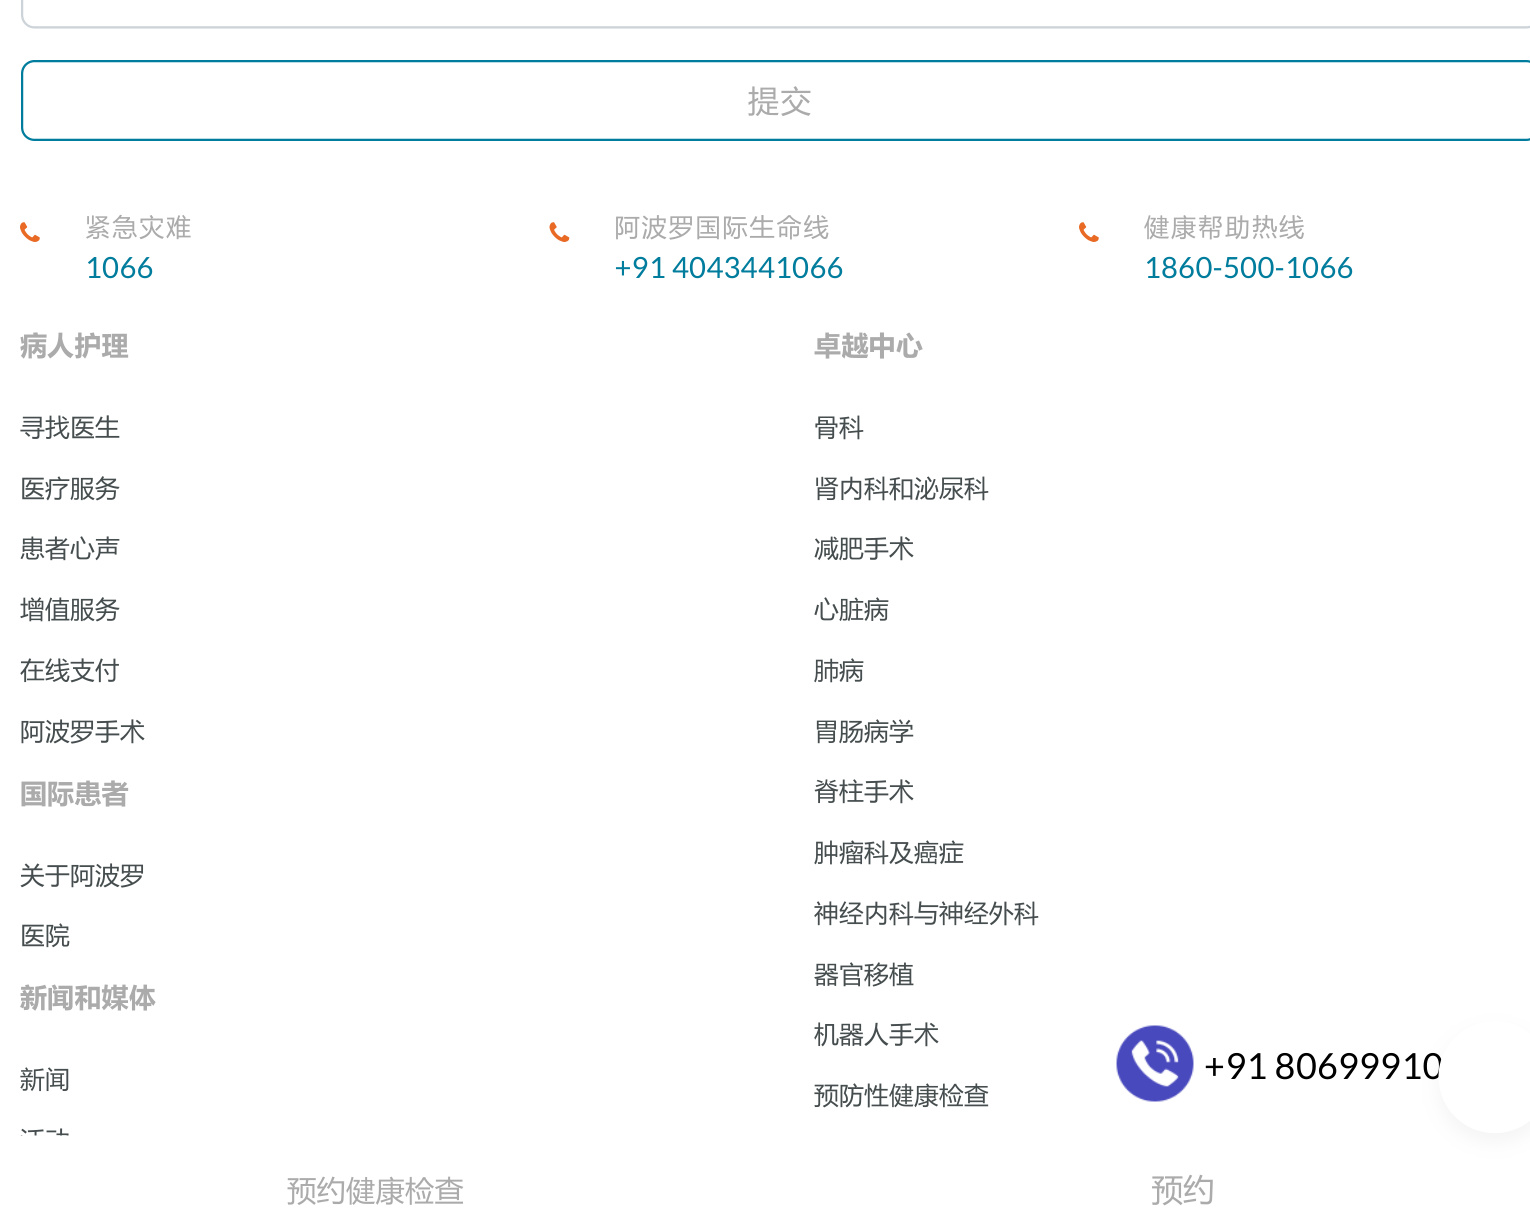 提交
紧急灾难
1066
阿波罗国际生命线
+91 4043441066
健康帮助热线
1860-500-1066
病人护理
寻找医生
医疗服务
患者心声
增值服务
在线支付
阿波罗手术
国际患者
关于阿波罗
医院
新闻和媒体
新闻
卓越中心
骨科
肾内科和泌尿科
减肥手术
心脏病
肺病
胃肠病学
脊柱手术
肿瘤科及癌症
神经内科与神经外科
器官移植
机器人手术
预防性健康检查
+91 80699910
预约健康检查
预约